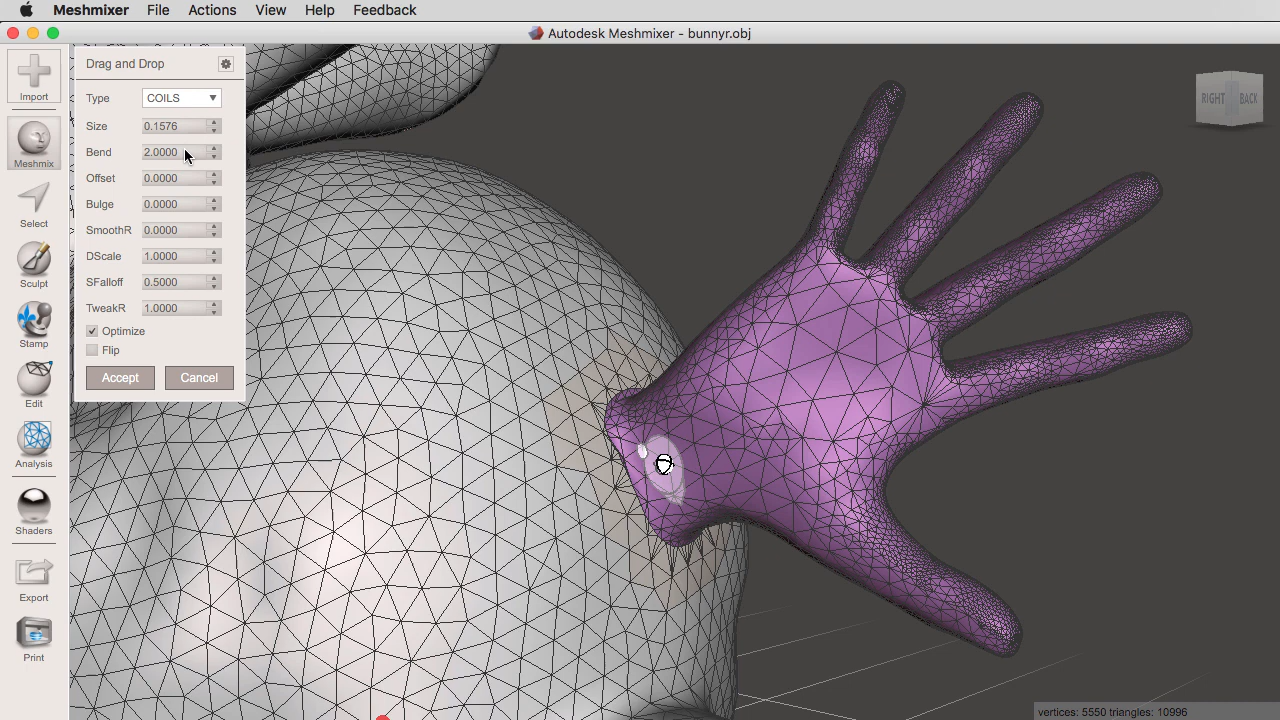 Meshmixer File Actions View Help Feedback
Autodesk Meshmixer - bunnyr.obj
Import
Meshmix
Select
Sculpt
Stamp
Edit
Analysis
Shaders
Export
Print
Drag and Drop
Type COILS
Size 0.1576
Bend 2.0000
Offset 0.0000
Bulge 0.0000
SmoothR 0.0000
DScale 1.0000
SFalloff 0.5000
TweakR 1.0000
Optimize
Flip
Accept Cancel
RIGHT BACK
vertices: 5550 triangles: 10996